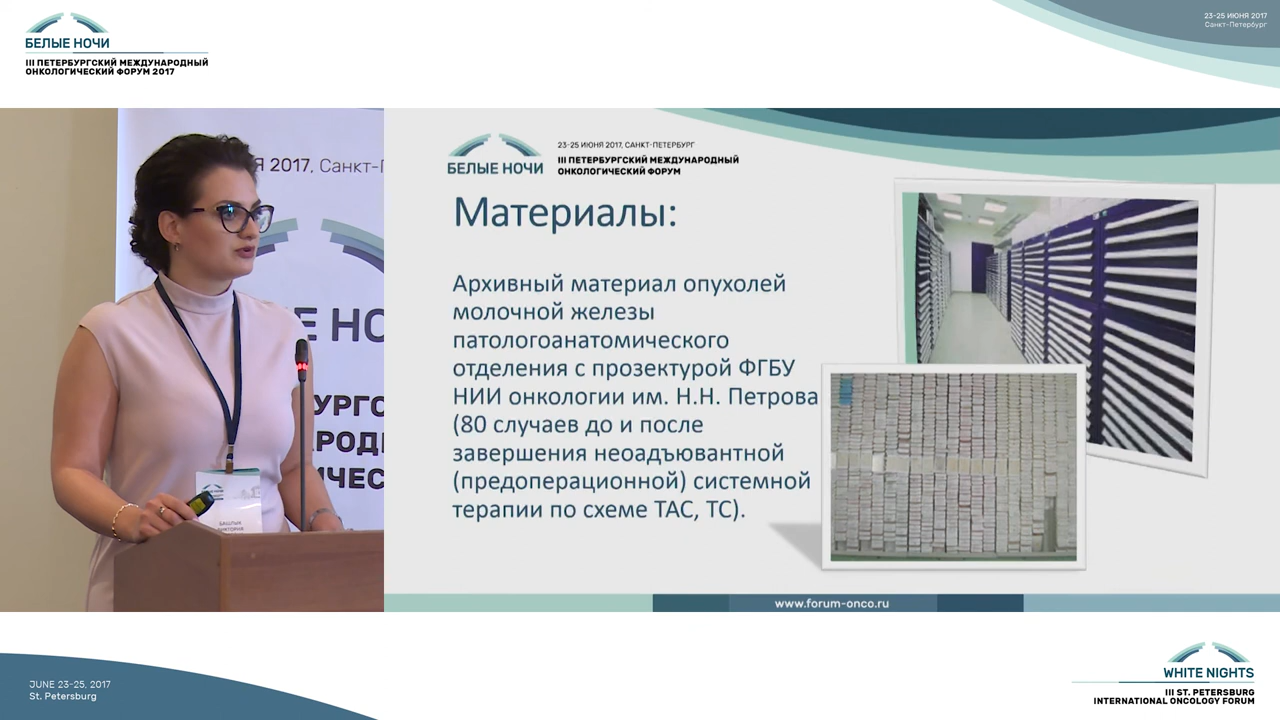 БЕЛЫЕ НОЧИ
III ПЕТЕРБУРГСКИЙ МЕЖДУНАРОДНЫЙ
ОНКОЛОГИЧЕСКИЙ ФОРУМ 2017
23-25 ИЮНЯ 2017
Санкт-Петербург
2017, Санкт-П
23-25 ИЮНЯ 2017, САНКТ-ПЕТЕРБУРГ
БЕЛЫЕ НОЧИ
III ПЕТЕРБУРГСКИЙ МЕЖДУНАРОДНЫЙ
ОНКОЛОГИЧЕСКИЙ ФОРУМ
Материалы:
Архивный материал опухолей
молочной железы
патологоанатомического
отделения с прозектурой ФГБУ
НИИ онкологии им. Н.Н. Петрова
(80 случаев до и после
завершения неоадъювантной
(предоперационной) системной
терапии по схеме TAC, TC).
www.forum-onco.ru
JUNE 23-25, 2017
St. Petersburg
WHITE NIGHTS
III ST. PETERSBURG
INTERNATIONAL ONCOLOGY FORUM